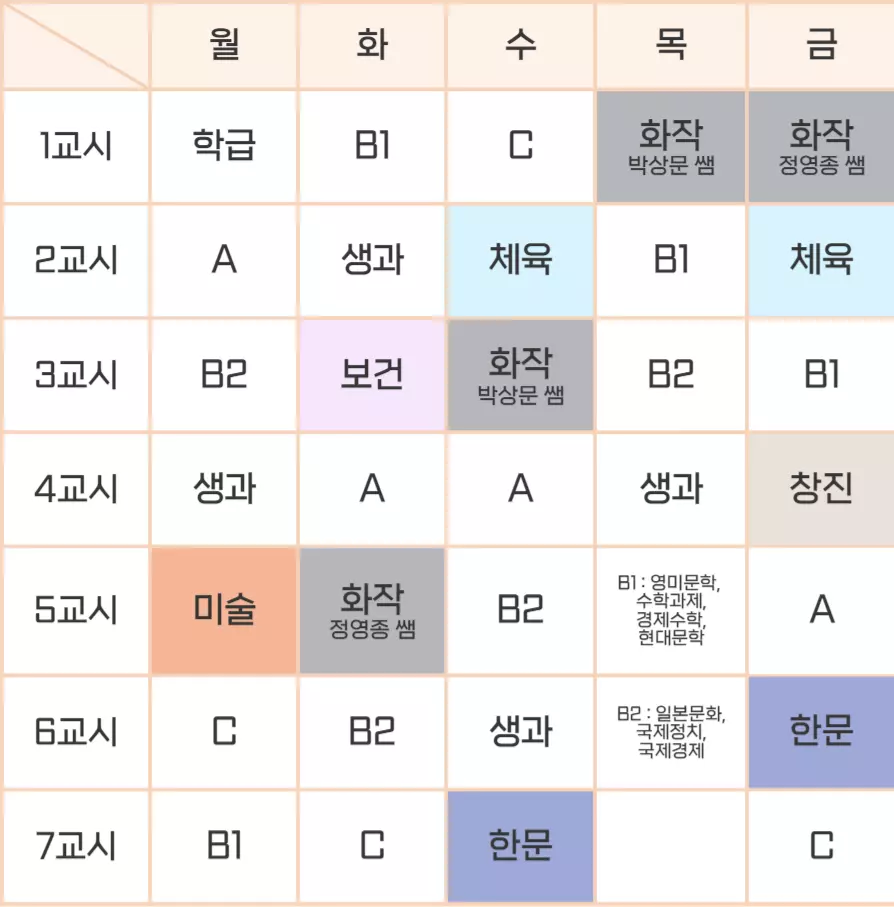 월 화 수 목 금
1교시 학급 B1 C 화작 화작
박상문 쌤 정영종 쌤
2교시 A 생과 체육 B1 체육
3교시 B2 보건 화작 B2 B1
박상문 쌤
4교시 생과 A A 생과 창진
5교시 미술 화작 B2 A
정영종 쌤
B1 : 영미문학,
수학과제,
경제수학,
현대문학
6교시 C B2 생과 한문
B2 : 일본문화,
국제정치,
국제경제
7교시 B1 C 한문 C